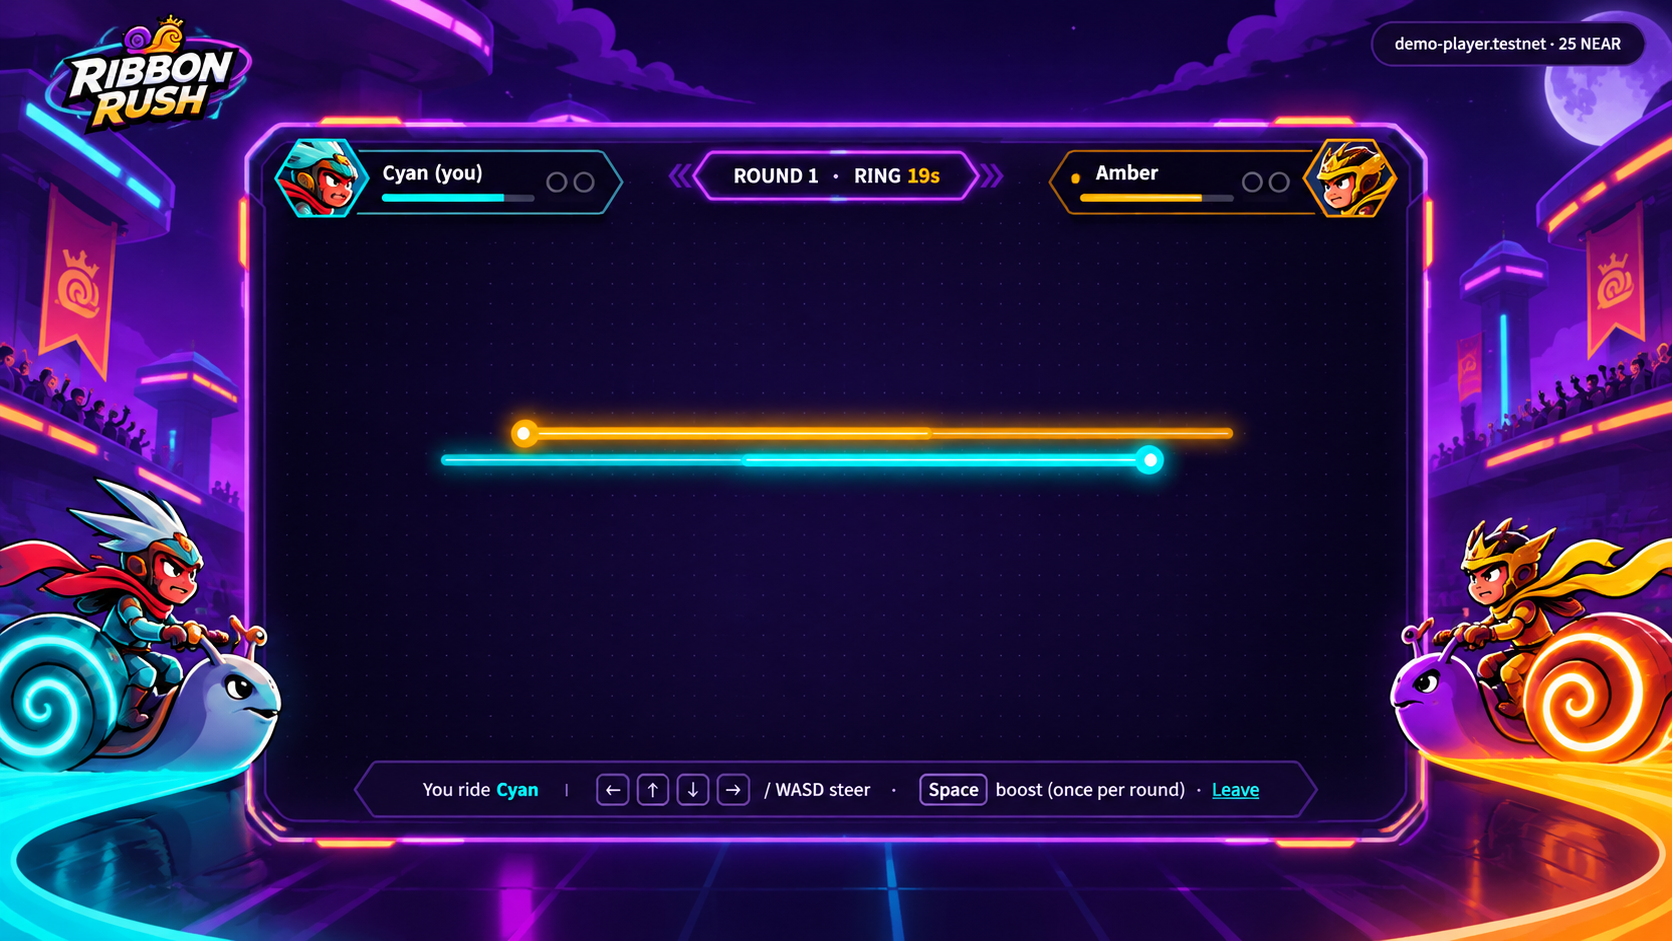 RIBBON
RUSH
demo-player.testnet · 25 NEAR
Cyan (you)
ROUND 1 · RING 19s
Amber
You ride Cyan | ← ↑ ↓ → / WASD steer · Space boost (once per round) · Leave